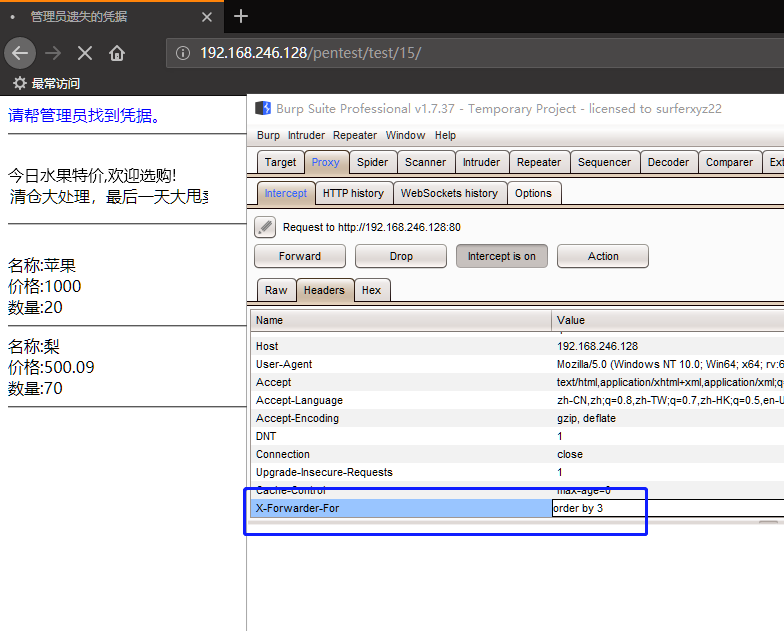 管理员遗失的凭据
192.168.246.128/pentest/test/15/
最常访问
请帮管理员找到凭据。
今日水果特价,欢迎选购!
清仓大处理，最后一天大甩卖
名称:苹果
价格:1000
数量:20
名称:梨
价格:500.09
数量:70
Burp Suite Professional v1.7.37 - Temporary Project - licensed to surferxyz22
Burp Intruder Repeater Window Help
Target Proxy Spider Scanner Intruder Repeater Sequencer Decoder Comparer Ext
Intercept HTTP history WebSockets history Options
Request to http://192.168.246.128:80
Forward Drop Intercept is on Action
Raw Headers Hex
Name Value
Host 192.168.246.128
User-Agent Mozilla/5.0 (Windows NT 10.0; Win64; x64; rv:6
Accept text/html,application/xhtml+xml,application/xml;q
Accept-Language zh-CN,zh;q=0.8,zh-TW;q=0.7,zh-HK;q=0.5,en-U
Accept-Encoding gzip, deflate
DNT 1
Connection close
Upgrade-Insecure-Requests 1
Cache-Control max-age=0
X-Forwarder-For order by 3